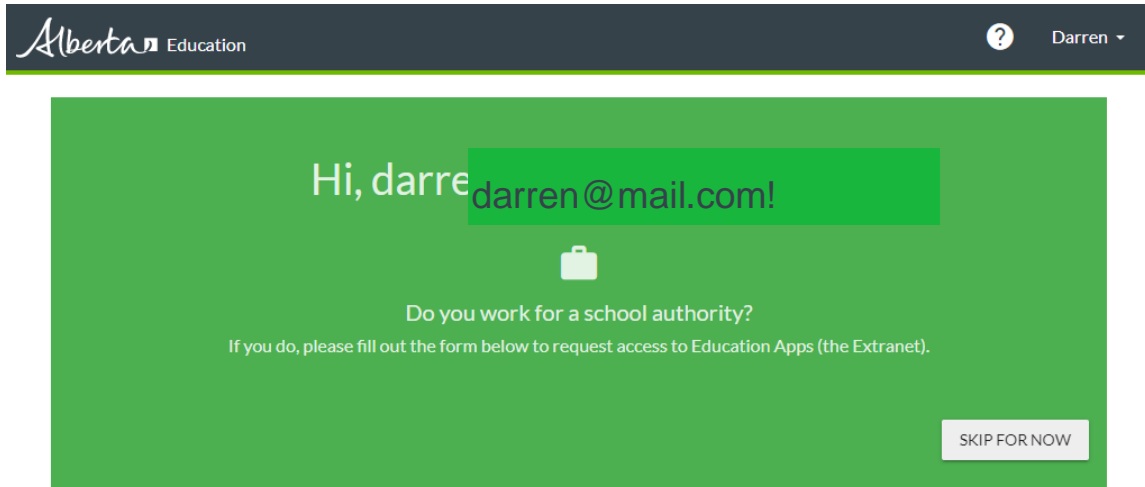 Alberta Education
? Darren
Hi, darre darren@mail.com!
Do you work for a school authority?
If you do, please fill out the form below to request access to Education Apps (the Extranet).
SKIP FOR NOW